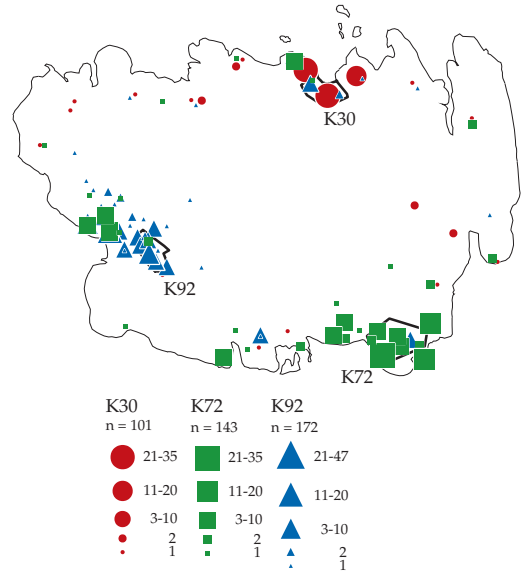 K30
K92
K72
K30 K72 K92
n = 101 n = 143 n = 172
21-35 21-35 21-47
11-20 11-20 11-20
3-10 3-10 3-10
2 2 2
1 1 1